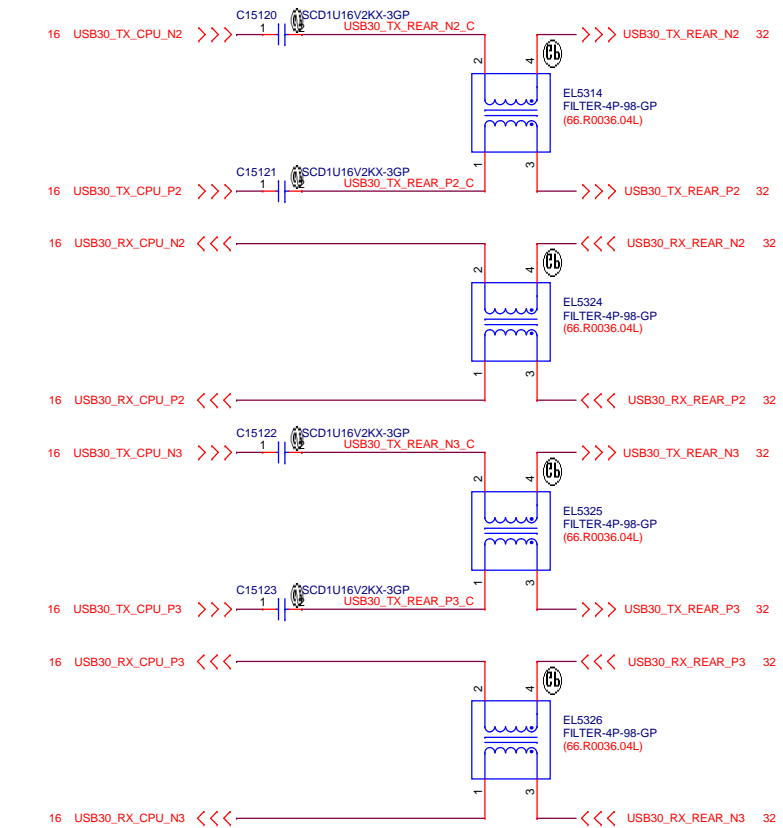 C15120 SCD1U16V2KX-3GP
16 USB30_TX_CPU_N2 1 2 USB30_TX_REAR_N2_C USB30_TX_REAR_N2 32
2 4
EL5314
FILTER-4P-98-GP
(66.R0036.04L)
1 3
C15121 SCD1U16V2KX-3GP
16 USB30_TX_CPU_P2 1 2 USB30_TX_REAR_P2_C USB30_TX_REAR_P2 32
16 USB30_RX_CPU_N2 USB30_RX_REAR_N2 32
2 4
EL5324
FILTER-4P-98-GP
(66.R0036.04L)
1 3
16 USB30_RX_CPU_P2 USB30_RX_REAR_P2 32
C15122 SCD1U16V2KX-3GP
16 USB30_TX_CPU_N3 1 2 USB30_TX_REAR_N3_C USB30_TX_REAR_N3 32
2 4
EL5325
FILTER-4P-98-GP
(66.R0036.04L)
1 3
C15123 SCD1U16V2KX-3GP
16 USB30_TX_CPU_P3 1 2 USB30_TX_REAR_P3_C USB30_TX_REAR_P3 32
16 USB30_RX_CPU_P3 USB30_RX_REAR_P3 32
2 4
EL5326
FILTER-4P-98-GP
(66.R0036.04L)
1 3
16 USB30_RX_CPU_N3 USB30_RX_REAR_N3 32